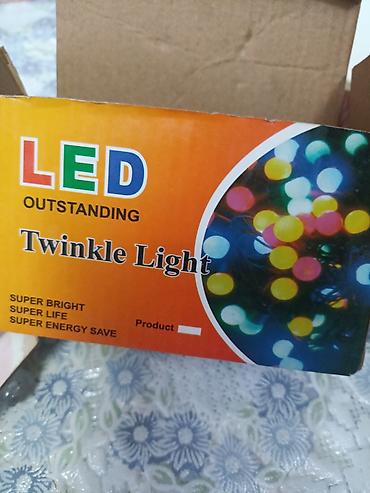 LED
OUTSTANDING
Twinkle Light
SUPER BRIGHT
SUPER LIFE
SUPER ENERGY SAVE
Product